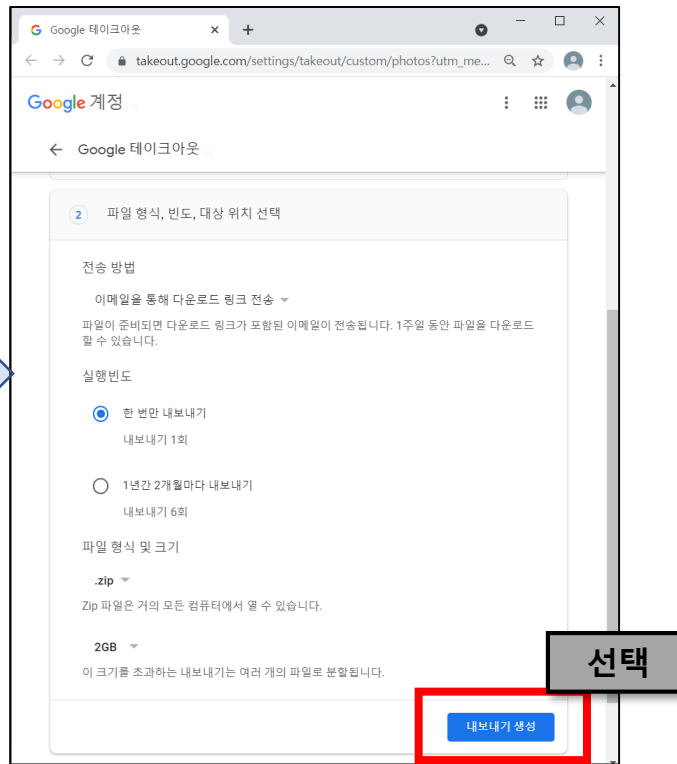 Google 테이크아웃
takeout.google.com/settings/takeout/custom/photos?utm_me...
Google 계정
Google 테이크아웃
2 파일 형식, 빈도, 대상 위치 선택
전송 방법
이메일을 통해 다운로드 링크 전송
파일이 준비되면 다운로드 링크가 포함된 이메일이 전송됩니다. 1주일 동안 파일을 다운로드
할 수 있습니다.
실행빈도
한 번만 내보내기
내보내기 1회
1년간 2개월마다 내보내기
내보내기 6회
파일 형식 및 크기
.zip
Zip 파일은 거의 모든 컴퓨터에서 열 수 있습니다.
2GB
이 크기를 초과하는 내보내기는 여러 개의 파일로 분할됩니다.
선택
내보내기 생성